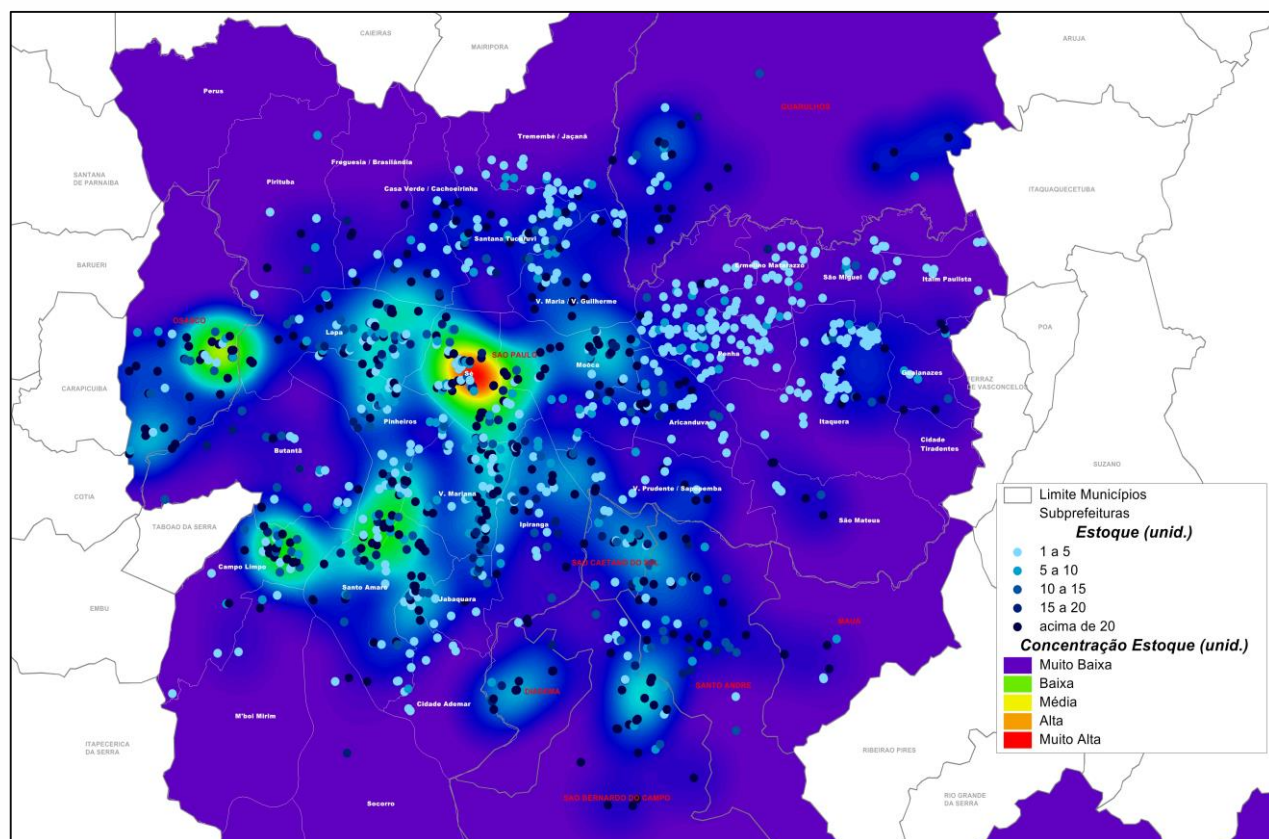 CAIEIRAS
MAIRIPORA
ARUJA
Perus
GUARULHOS
Tremembé / Jaçanã
Freguesia / Brasilândia
SANTANA
DE PARNAIBA
Pirituba
Casa Verde / Cachoeirinha
ITAQUAQUECETUBA
Santana Tucuruvi
BARUERI
Ermelino Matarazzo
São Miguel
Itaim Paulista
V. Maria / V. Guilherme
OSASCO
Lapa
POA
SAO PAULO
Penha
Moóca
Sé
Guaianazes
FERRAZ
DE VASCONCELOS
CARAPICUIBA
Pinheiros
Aricanduva
Itaquera
Butantã
Cidade
Tiradentes
SUZANO
COTIA
V. Mariana
V. Prudente / Sapopemba
TABOAO DA SERRA
Ipiranga
São Mateus
Campo Limpo
SAO CAETANO DO SUL
Santo Amaro
Jabaquara
EMBU
MAUA
DIADEMA
SANTO ANDRE
Cidade Ademar
M'boi Mirim
ITAPECERICA
DA SERRA
RIBEIRAO PIRES
Socorro
SAO BERNARDO DO CAMPO
RIO GRANDE
DA SERRA
Limite Municípios
Subprefeituras
Estoque (unid.)
1 a 5
5 a 10
10 a 15
15 a 20
acima de 20
Concentração Estoque (unid.)
Muito Baixa
Baixa
Média
Alta
Muito Alta